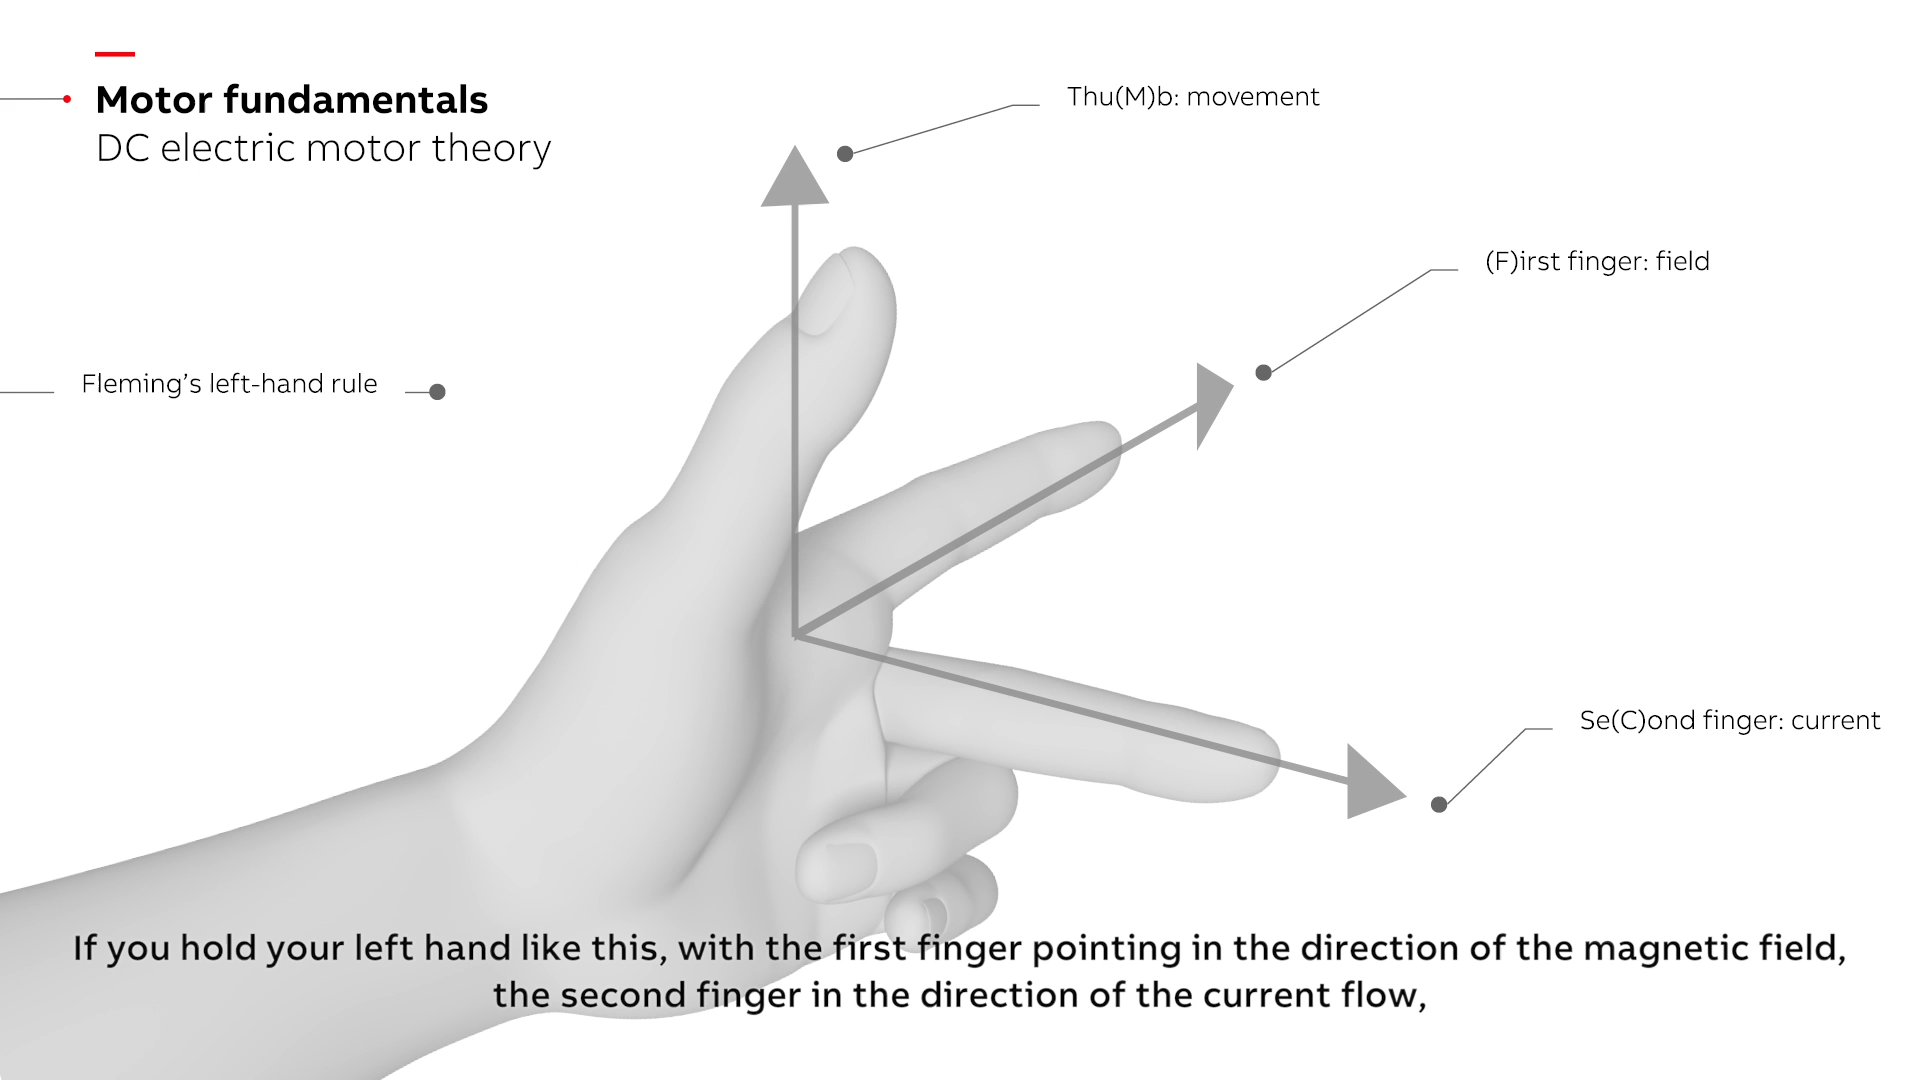 Motor fundamentals
DC electric motor theory
Thu(M)b: movement
(F)irst finger: field
Fleming’s left-hand rule
Se(C)ond finger: current
If you hold your left hand like this, with the first finger pointing in the direction of the magnetic field,
the second finger in the direction of the current flow,